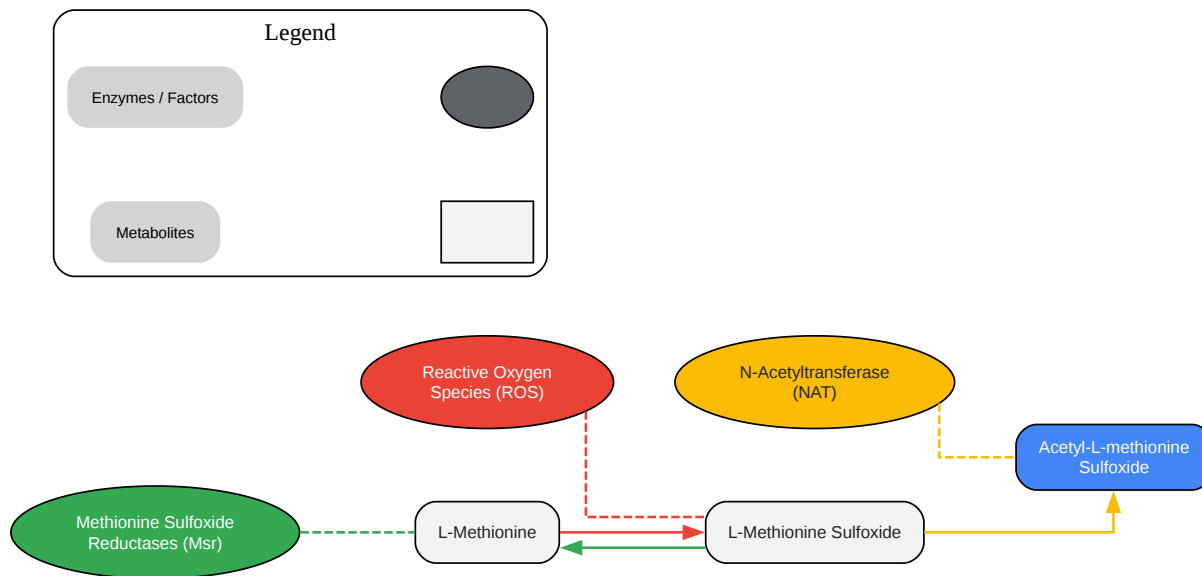 Legend
Enzymes / Factors
Metabolites
Reactive Oxygen
Species (ROS)
N-Acetyltransferase
(NAT)
Acetyl-L-methionine
Sulfoxide
Methionine Sulfoxide
Reductases (Msr)
L-Methionine
L-Methionine Sulfoxide